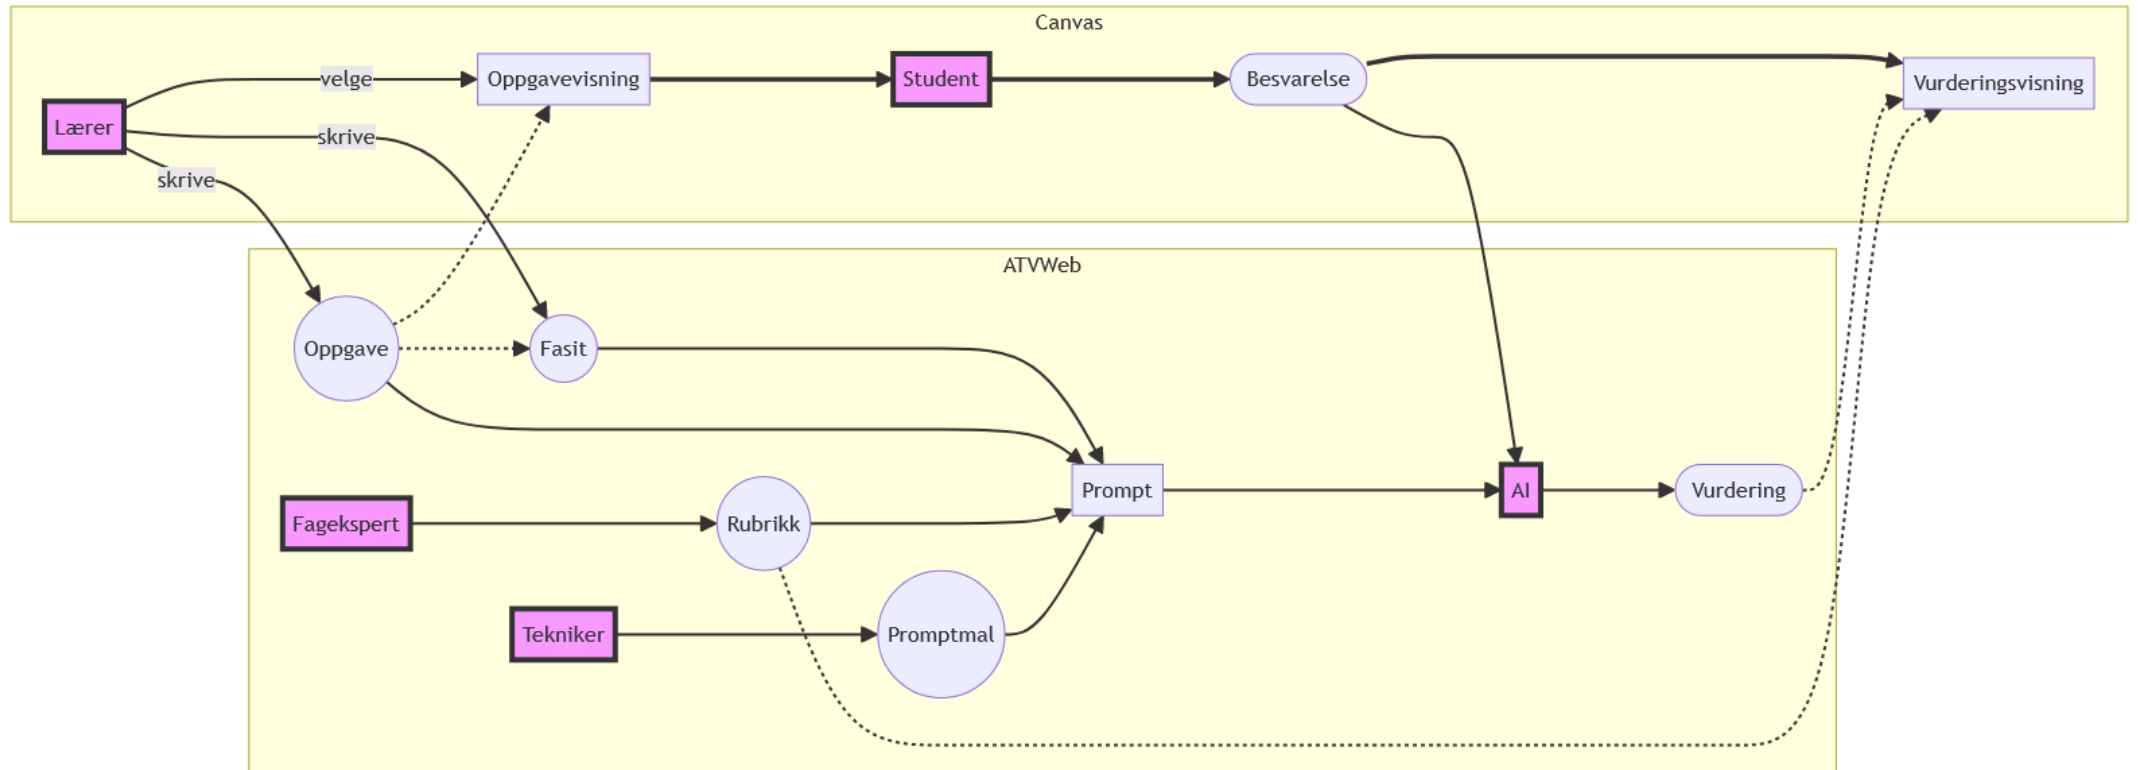 Canvas
velge
Oppgavevisning
Student
Besvarelse
Vurderingsvisning
Lærer
skrive
skrive
ATVWeb
Oppgave
Fasit
Prompt
AI
Vurdering
Fagekspert
Rubrikk
Tekniker
Promptmal